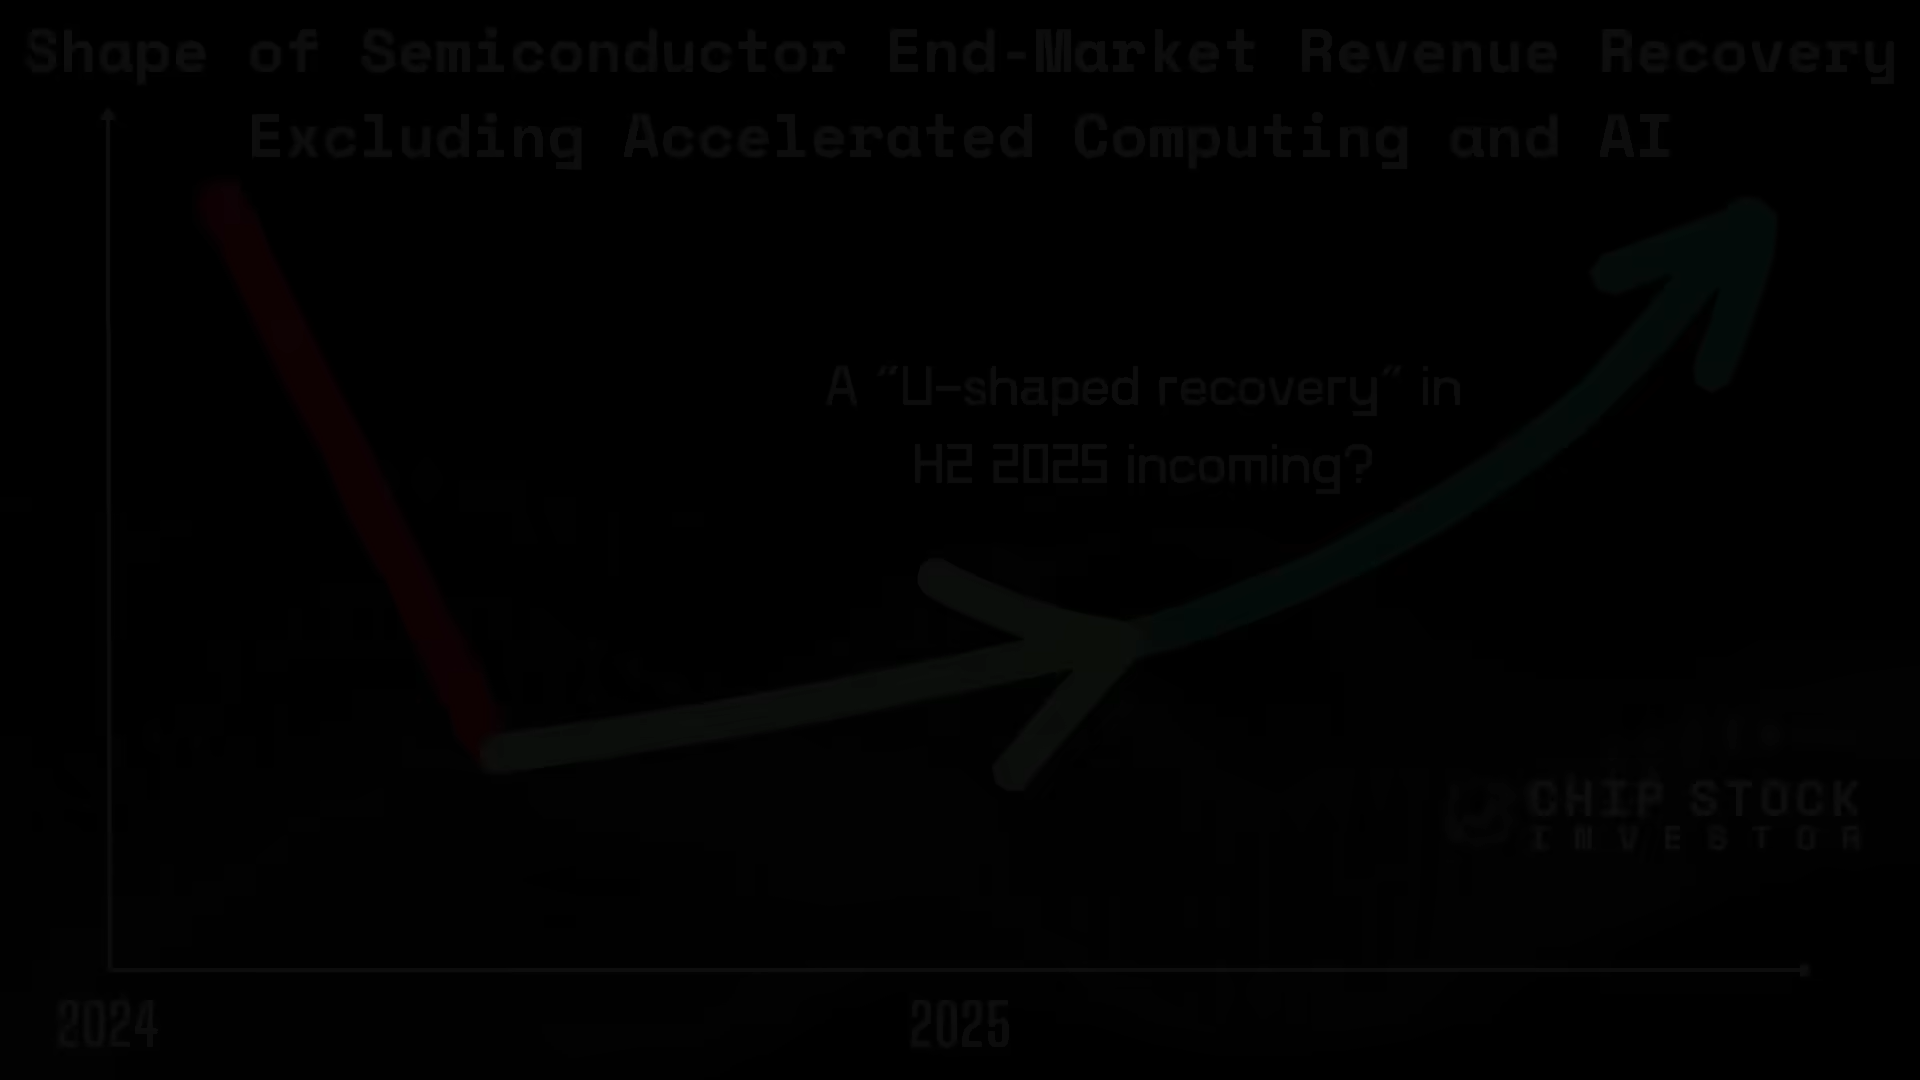 Shape of Semiconductor End-Market Revenue Recovery
Excluding Accelerated Computing and AI
A “U-shaped recovery” in
H2 2025 incoming?
CHIP STOCK
INVESTOR
2024
2025